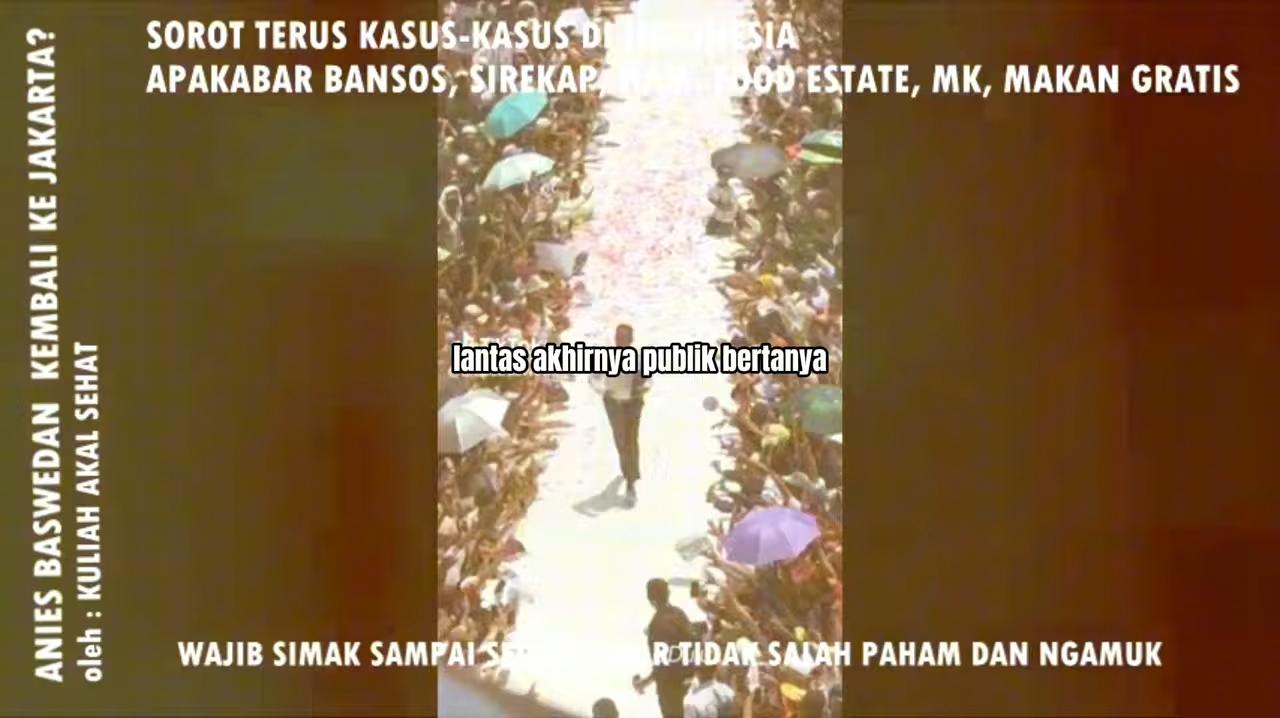 SOROT TERUS KASUS-KASUS DI
APAKABAR BANSOS, SIREKAP, ESTATE, MK, MAKAN GRATIS
ANIES BASWEDAN KEMBALI KE JAKARTA?
oleh : KULIAH AKAL SEHAT
lantas akhirnya publik bertanya
WAJIB SIMAK SAMPAI TIDAK SALAH PAHAM DAN NGAMUK